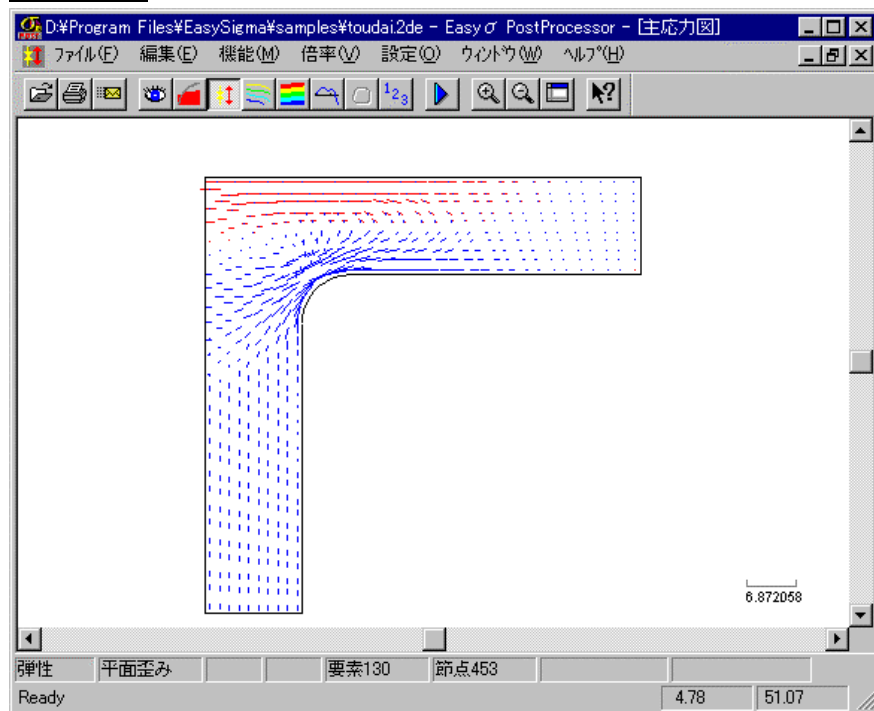 D:¥Program Files¥EasySigma¥samples¥toudai.2de - Easyσ PostProcessor - [主応力図]
ファイル(F) 編集(E) 機能(M) 倍率(V) 設定(O) ウィンドウ(W) ヘルプ(H)
123
6.872058
弾性 平面歪み 要素130 節点453
Ready 4.78 51.07